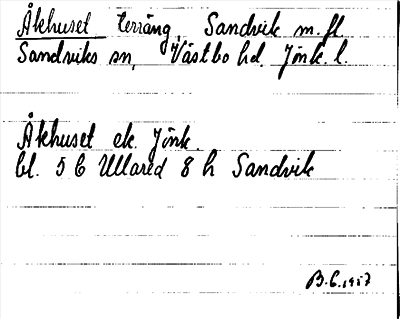 Åkhuset terräng, Sandvik m.fl
Sandviks sn, Västbo hd. Jönk. l.
Åkhuset ek. Jönk.
bl. 5 C Ullared 8 h Sandvik
B.C. 1957